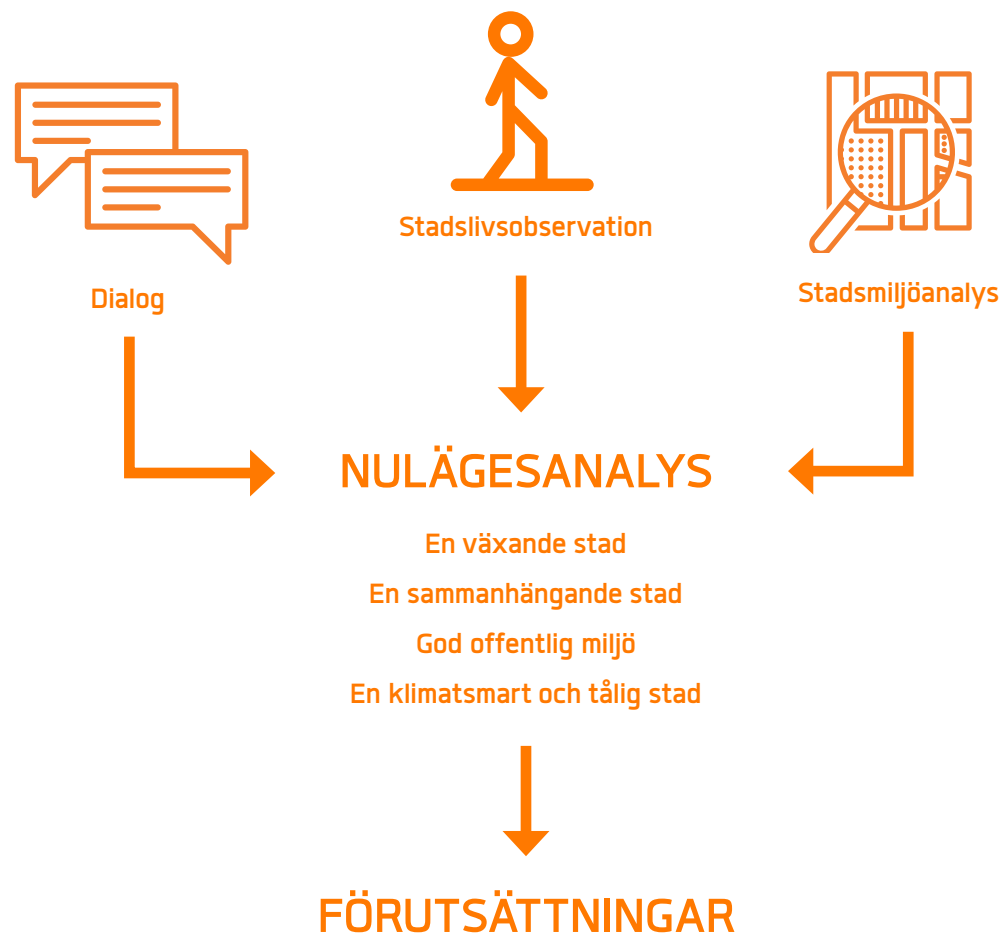 Dialog
Stadslivsobservation
Stadsmiljöanalys
NULÄGESANALYS
En växande stad
En sammanhängande stad
God offentlig miljö
En klimatsmart och tålig stad
FÖRUTSÄTTNINGAR